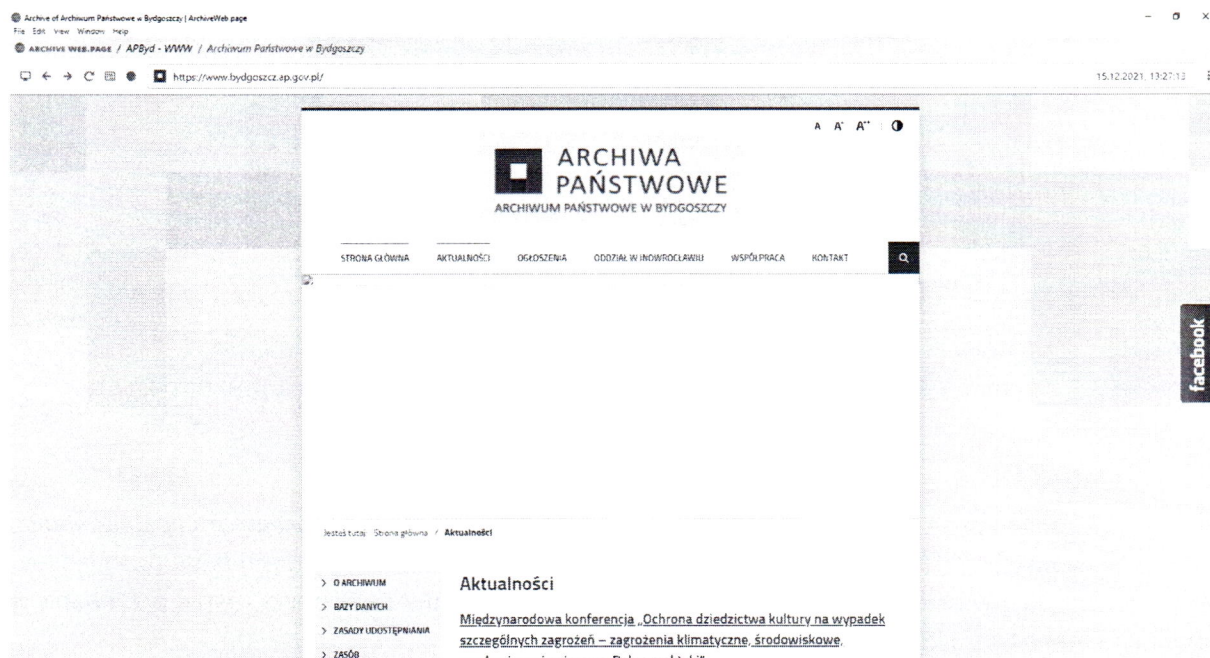 Archive of Archiwum Państwowe w Bydgoszczy | ArchiveWeb.page
File Edit View Window Help
ARCHIVE WEB.PAGE / APByd - WWW / Archiwum Państwowe w Bydgoszczy
https://www.bydgoszcz.ap.gov.pl/
15.12.2021, 13:27:13
A A+ A++
ARCHIWA
PAŃSTWOWE
ARCHIWUM PAŃSTWOWE W BYDGOSZCZY
STRONA GŁÓWNA AKTUALNOŚCI OGŁOSZENIA ODDZIAŁ W INOWROCŁAWIU WSPÓŁPRACA KONTAKT
facebook
Jesteś tutaj: Strona główna / Aktualności
> O ARCHIWUM
> BAZY DANYCH
> ZASADY UDOSTĘPNIANIA
> ZASÓB
Aktualności
Międzynarodowa konferencja „Ochrona dziedzictwa kultury na wypadek
szczególnych zagrożeń – zagrożenia klimatyczne, środowiskowe,